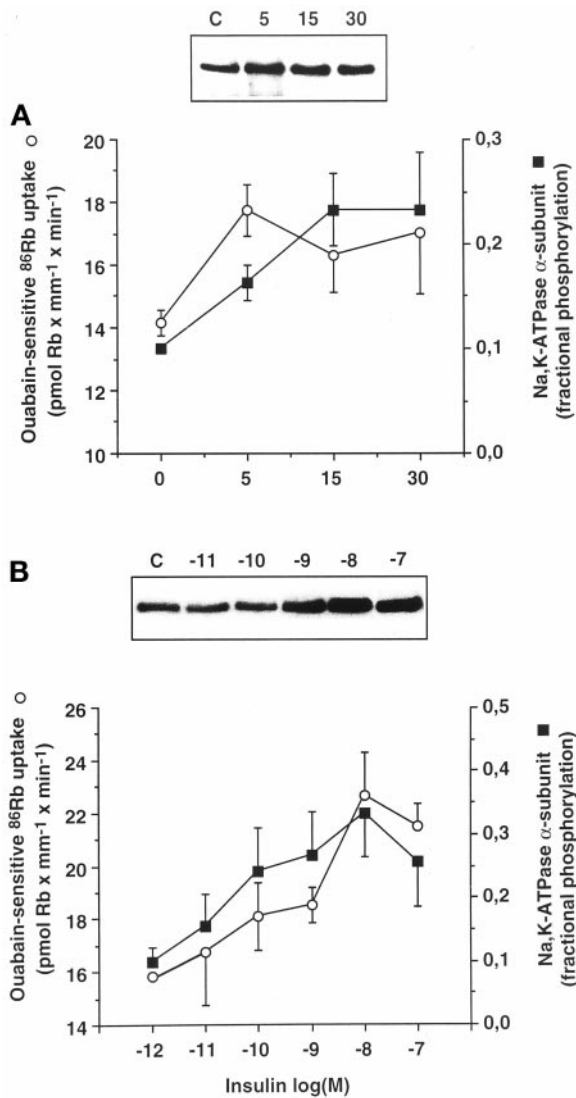 C 5 15 30
A
Ouabain-sensitive ⁸⁶Rb uptake ○
(pmol Rb x mm⁻¹ x min⁻¹)
20
18
16
14
12
10
0,3
0,2
0,1
0,0
Na,K-ATPase α-subunit ■
(fractional phosphorylation)
0 5 15 30
B
C -11 -10 -9 -8 -7
Ouabain-sensitive ⁸⁶Rb uptake ○
(pmol Rb x mm⁻¹ x min⁻¹)
26
24
22
20
18
16
14
0,5
0,4
0,3
0,2
0,1
0,0
Na,K-ATPase α-subunit ■
(fractional phosphorylation)
-12 -11 -10 -9 -8 -7
Insulin log(M)